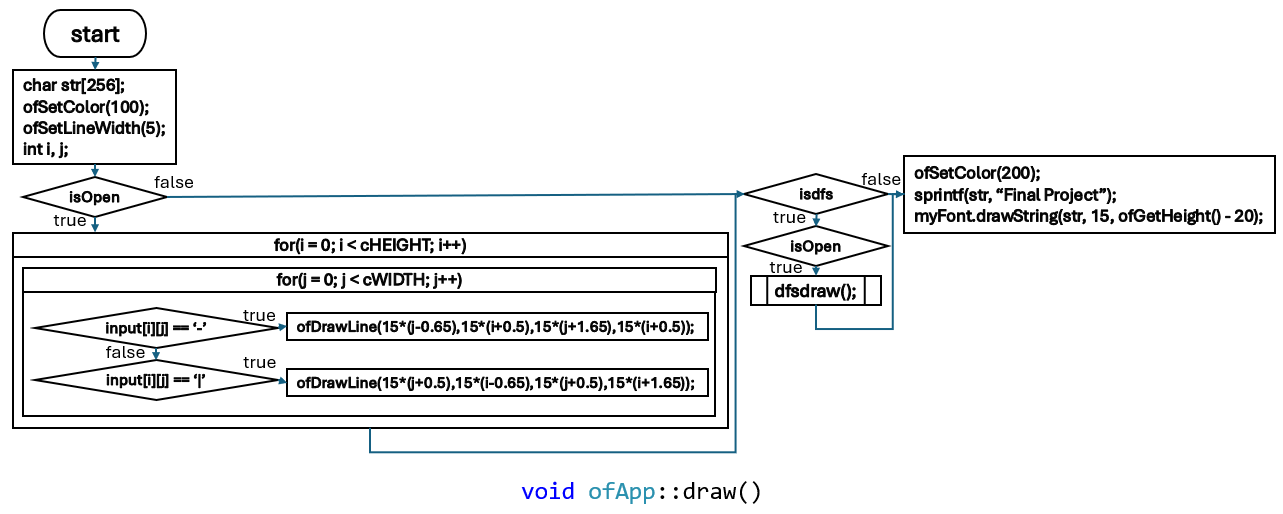 start
char str[256];
ofSetColor(100);
ofSetLineWidth(5);
int i, j;
isOpen
false
true
for(i = 0; i < cHEIGHT; i++)
for(j = 0; j < cWIDTH; j++)
input[i][j] == ‘-’
true
ofDrawLine(15*(j-0.65),15*(i+0.5),15*(j+1.65),15*(i+0.5));
false
input[i][j] == ‘|’
true
ofDrawLine(15*(j+0.5),15*(i-0.65),15*(j+0.5),15*(i+1.65));
isdfs
false
true
isOpen
true
dfsdraw();
ofSetColor(200);
sprintf(str, “Final Project”);
myFont.drawString(str, 15, ofGetHeight() - 20);
void ofApp::draw()